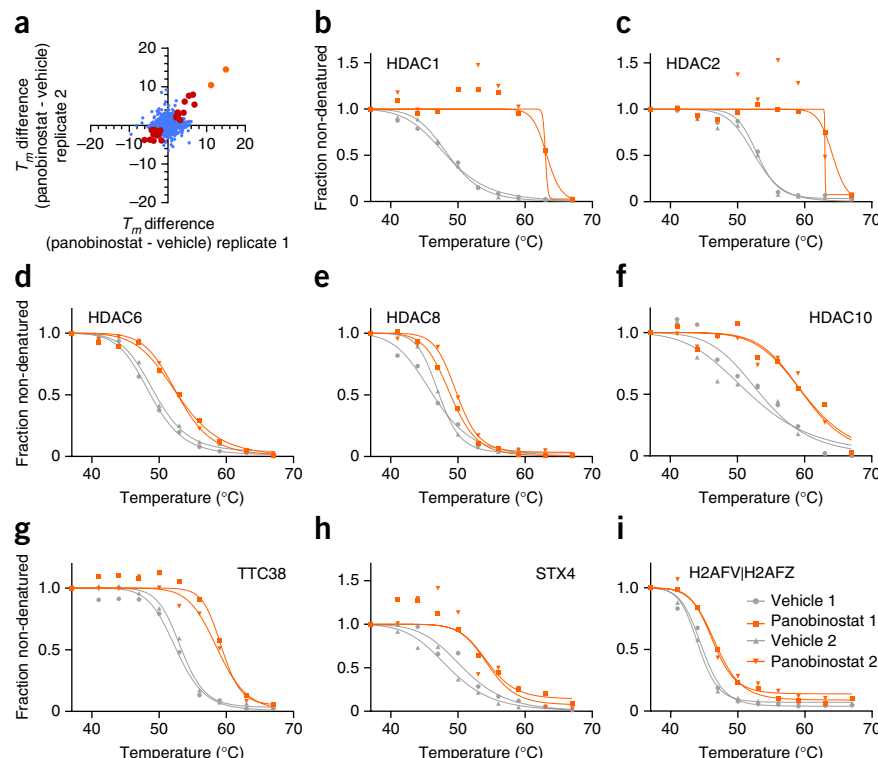 a
20
10
−20
−10
10
20
−10
−20
Tm difference
(panobinostat - vehicle)
replicate 2
Tm difference
(panobinostat - vehicle) replicate 1
b
HDAC1
1.5
1.0
0.5
0
40
50
60
70
Fraction non-denatured
Temperature (°C)
c
HDAC2
1.5
1.0
0.5
0
40
50
60
70
Temperature (°C)
d
HDAC6
1.0
0.5
0
40
50
60
70
Fraction non-denatured
Temperature (°C)
e
HDAC8
1.0
0.5
0
40
50
60
70
Temperature (°C)
f
HDAC10
1.0
0.5
0
40
50
60
70
Temperature (°C)
g
TTC38
1.0
0.5
0
40
50
60
70
Fraction non-denatured
Temperature (°C)
h
STX4
1.5
1.0
0.5
0
40
50
60
70
Temperature (°C)
i
H2AFV|H2AFZ
Vehicle 1
Panobinostat 1
Vehicle 2
Panobinostat 2
1.0
0.5
0
40
50
60
70
Temperature (°C)